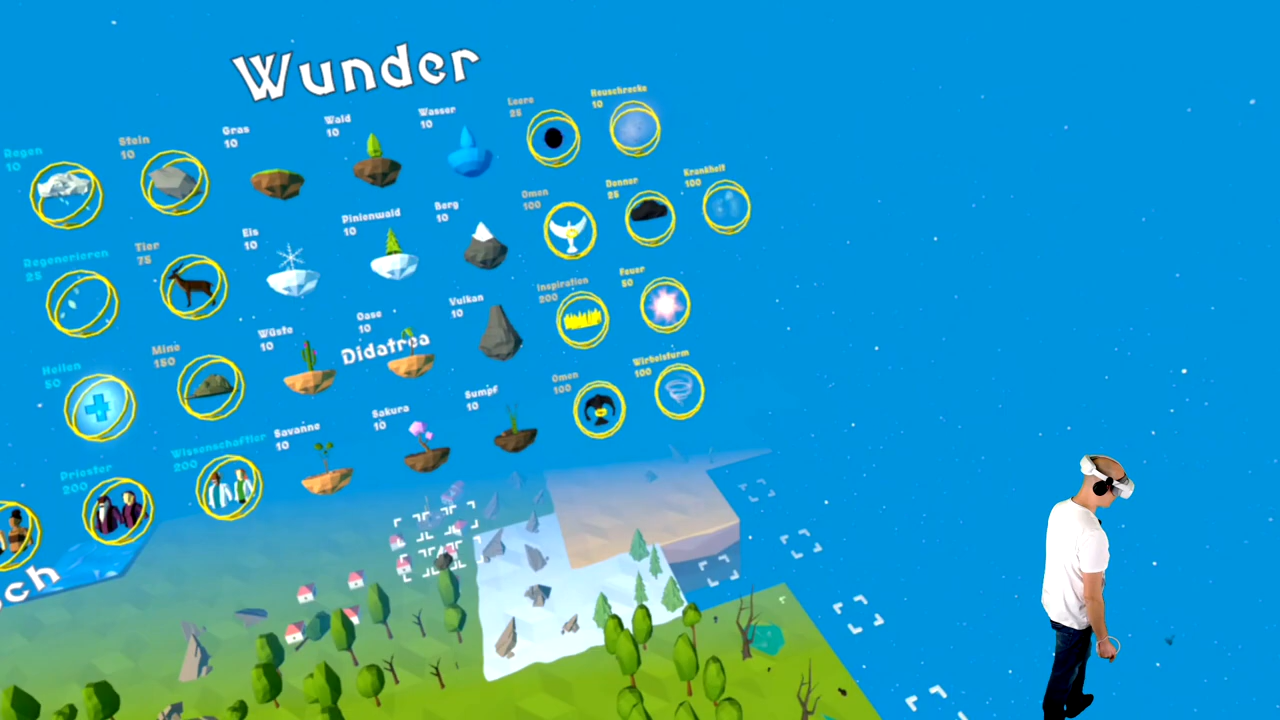 Wunder
Regen
10
Stein
10
Gras
10
Wald
10
Wasser
10
Leere
25
Heuschrecke
10
Regenerieren
25
Tier
75
Eis
10
Pinienwald
10
Berg
10
Omen
100
Donner
25
Krankheit
100
Heilen
50
Mine
150
Wüste
10
Oase
10
Didatrea
Vulkan
10
Inspiration
200
Feuer
50
Priester
200
Wissenschaftler
200
Savanne
10
Sakura
10
Sumpf
10
Omen
100
Wirbelsturm
100